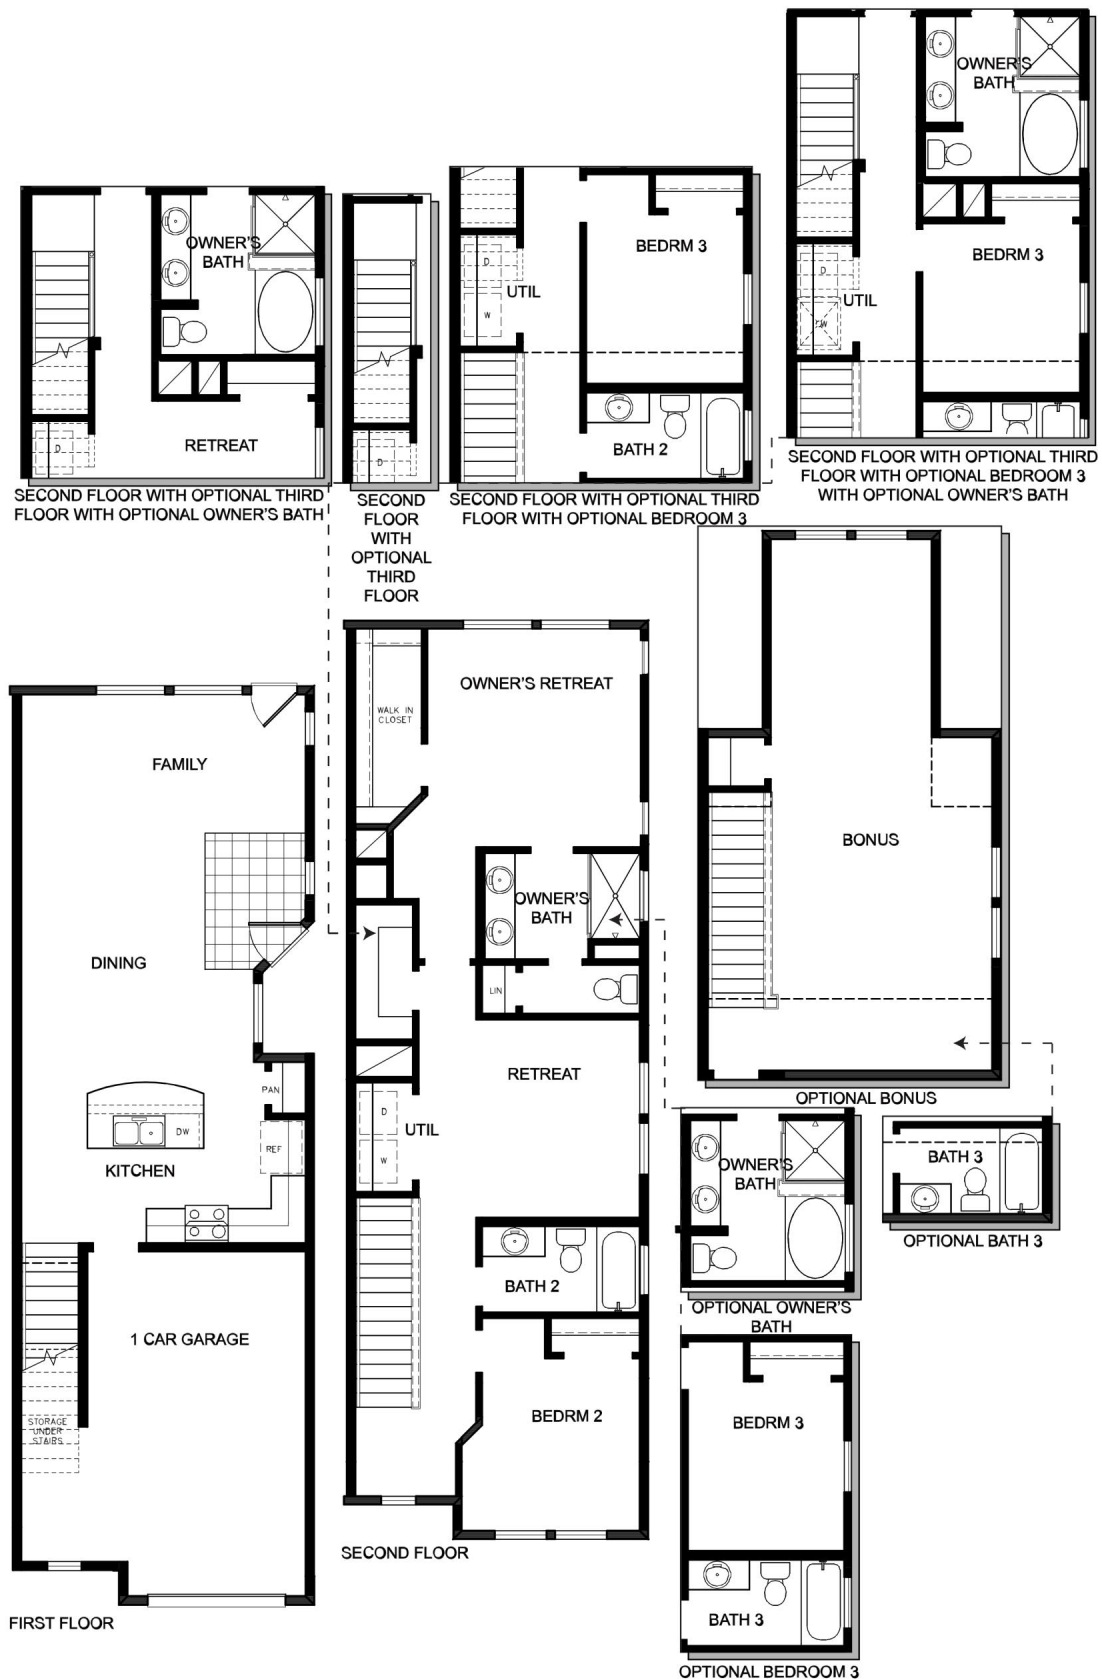 OWNER'S
BATH
D
RETREAT
SECOND FLOOR WITH OPTIONAL THIRD
FLOOR WITH OPTIONAL OWNER'S BATH
D
SECOND
FLOOR
WITH
OPTIONAL
THIRD
FLOOR
BEDRM 3
D
UTIL
W
BATH 2
SECOND FLOOR WITH OPTIONAL THIRD
FLOOR WITH OPTIONAL BEDROOM 3
OWNER'S
BATH
BEDRM 3
D
UTIL
W
SECOND FLOOR WITH OPTIONAL THIRD
FLOOR WITH OPTIONAL BEDROOM 3
WITH OPTIONAL OWNER'S BATH
FAMILY
DINING
PAN
DW
REF
KITCHEN
1 CAR GARAGE
STORAGE
UNDER
STAIRS
FIRST FLOOR
OWNER'S RETREAT
WALK IN
CLOSET
OWNER'S
BATH
LIN
RETREAT
D
UTIL
W
BATH 2
BEDRM 2
SECOND FLOOR
BONUS
OPTIONAL BONUS
OWNER'S
BATH
OPTIONAL OWNER'S
BATH
BATH 3
OPTIONAL BATH 3
BEDRM 3
BATH 3
OPTIONAL BEDROOM 3